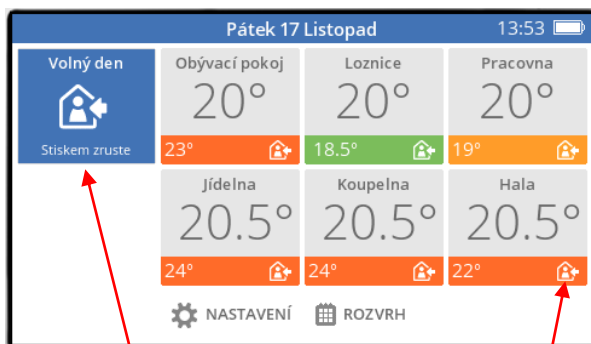 Pátek 17 Listopad 13:53
Volný den
Stiskem zruste
Obývací pokoj
20°
23°
Loznice
20°
18.5°
Pracovna
20°
19°
Jídelna
20.5°
24°
Koupelna
20.5°
24°
Hala
20.5°
22°
NASTAVENÍ ROZVRH